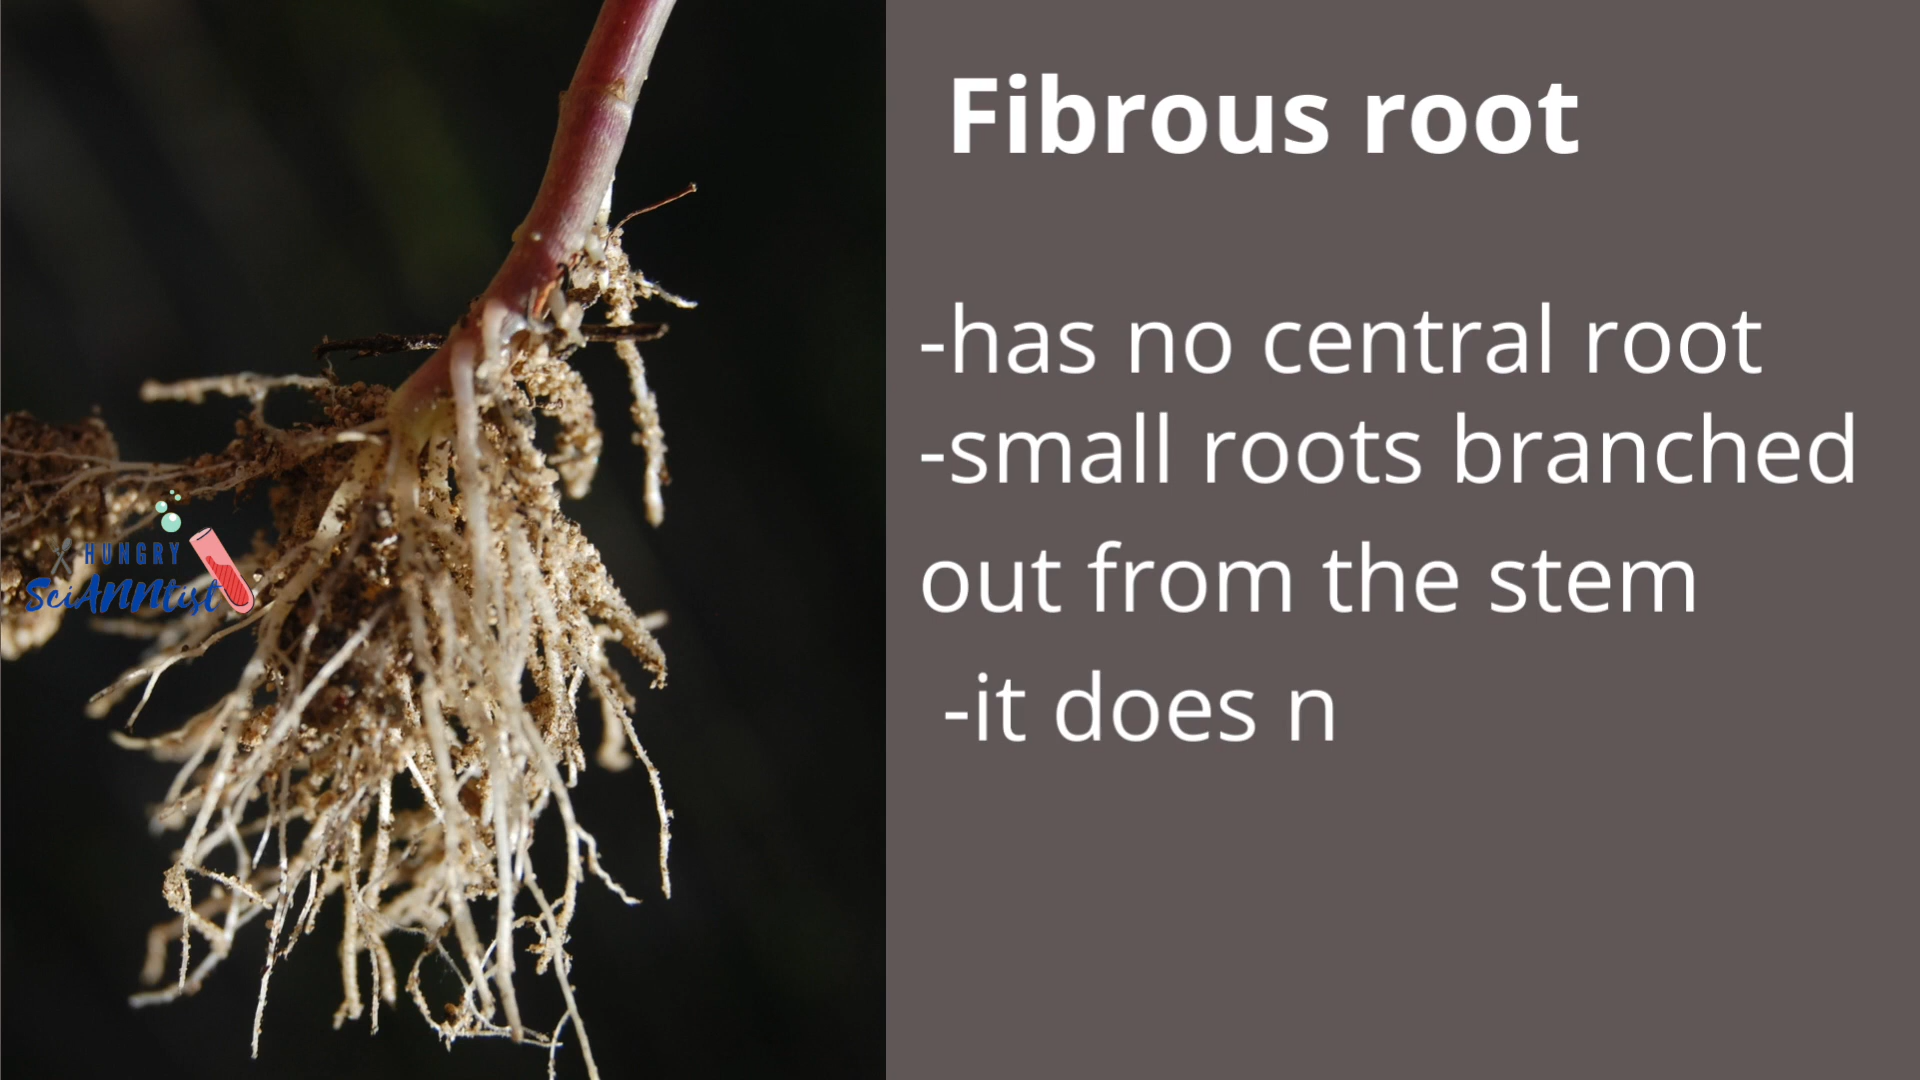 Fibrous root
-has no central root
-small roots branched
out from the stem
-it does n
HUNGRY
SciANNtist